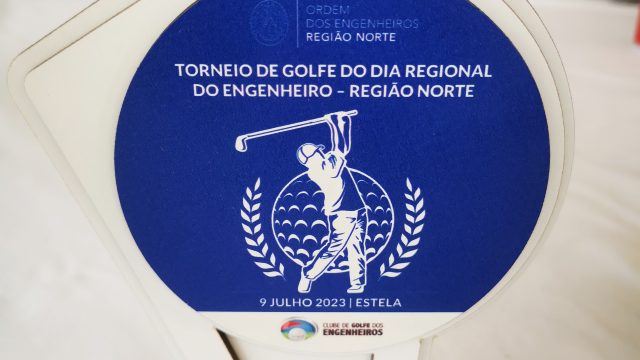 ORDEM
DOS ENGENHEIROS
REGIÃO NORTE
TORNEIO DE GOLFE DO DIA REGIONAL
DO ENGENHEIRO – REGIÃO NORTE
9 JULHO 2023 | ESTELA
CLUBE DE GOLFE DOS
ENGENHEIROS